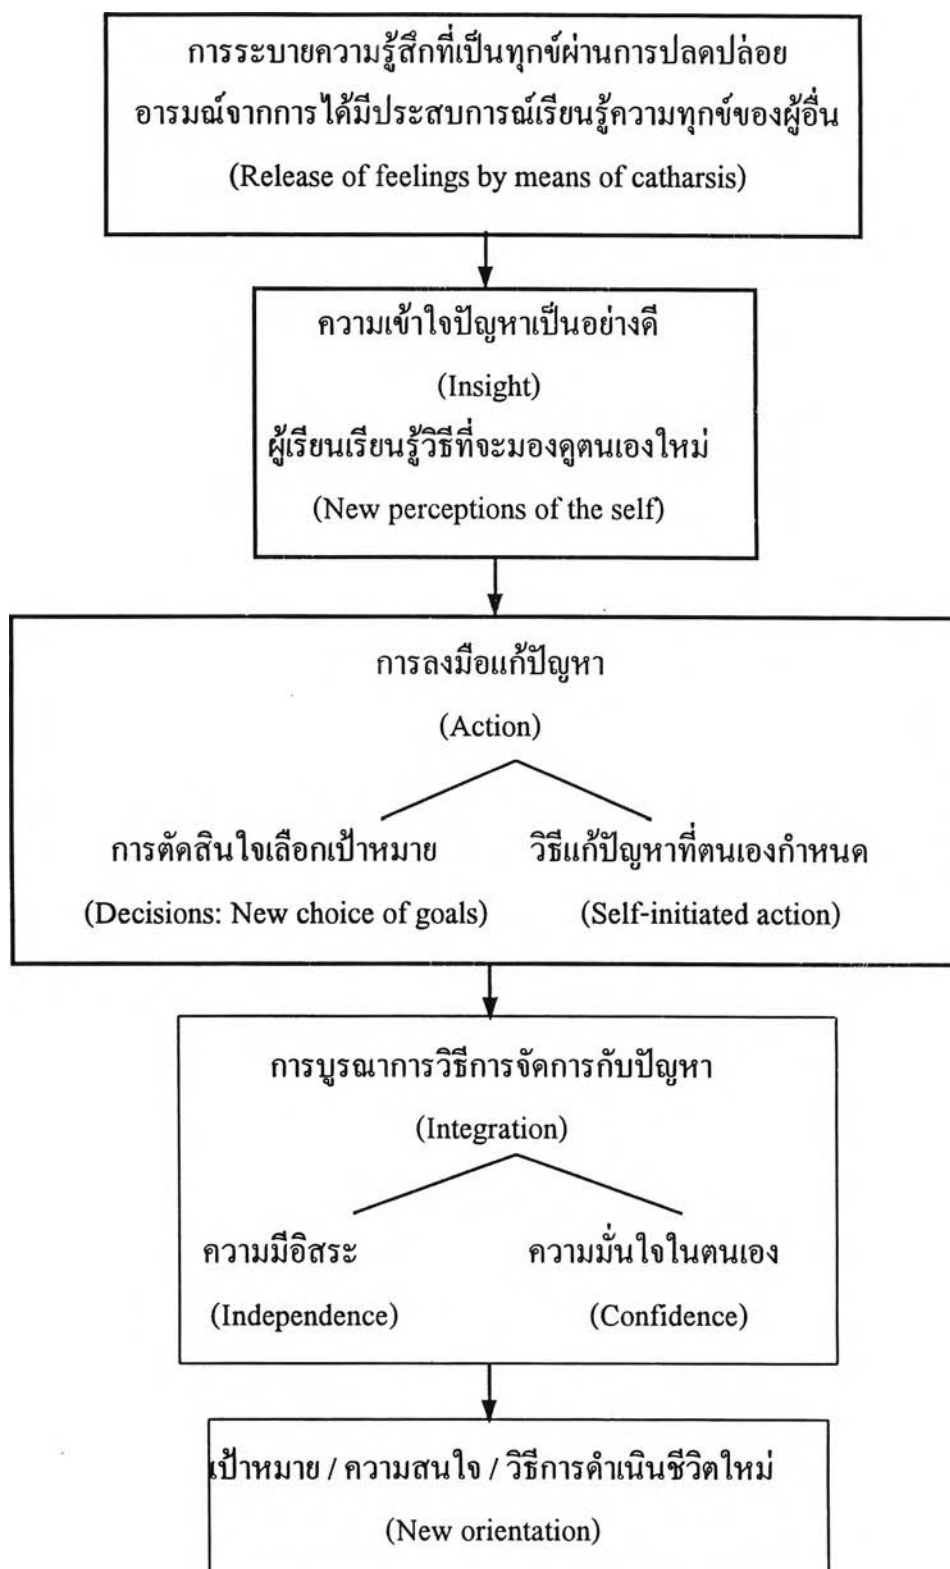 การระบายความรู้สึกที่เป็นทุกข์ผ่านการปลดปล่อย
อารมณ์จากการได้มีประสบการณ์เรียนรู้ความทุกข์ของผู้อื่น
(Release of feelings by means of catharsis)
ความเข้าใจปัญหาเป็นอย่างดี
(Insight)
ผู้เรียนเรียนรู้วิธีที่จะมองดูตนเองใหม่
(New perceptions of the self)
การลงมือแก้ปัญหา
(Action)
การตัดสินใจเลือกเป้าหมาย
(Decisions: New choice of goals)
วิธีแก้ปัญหาที่ตนเองกำหนด
(Self-initiated action)
การบูรณาการวิธีการจัดการกับปัญหา
(Integration)
ความมีอิสระ
(Independence)
ความมั่นใจในตนเอง
(Confidence)
เป้าหมาย / ความสนใจ / วิธีการดำเนินชีวิตใหม่
(New orientation)